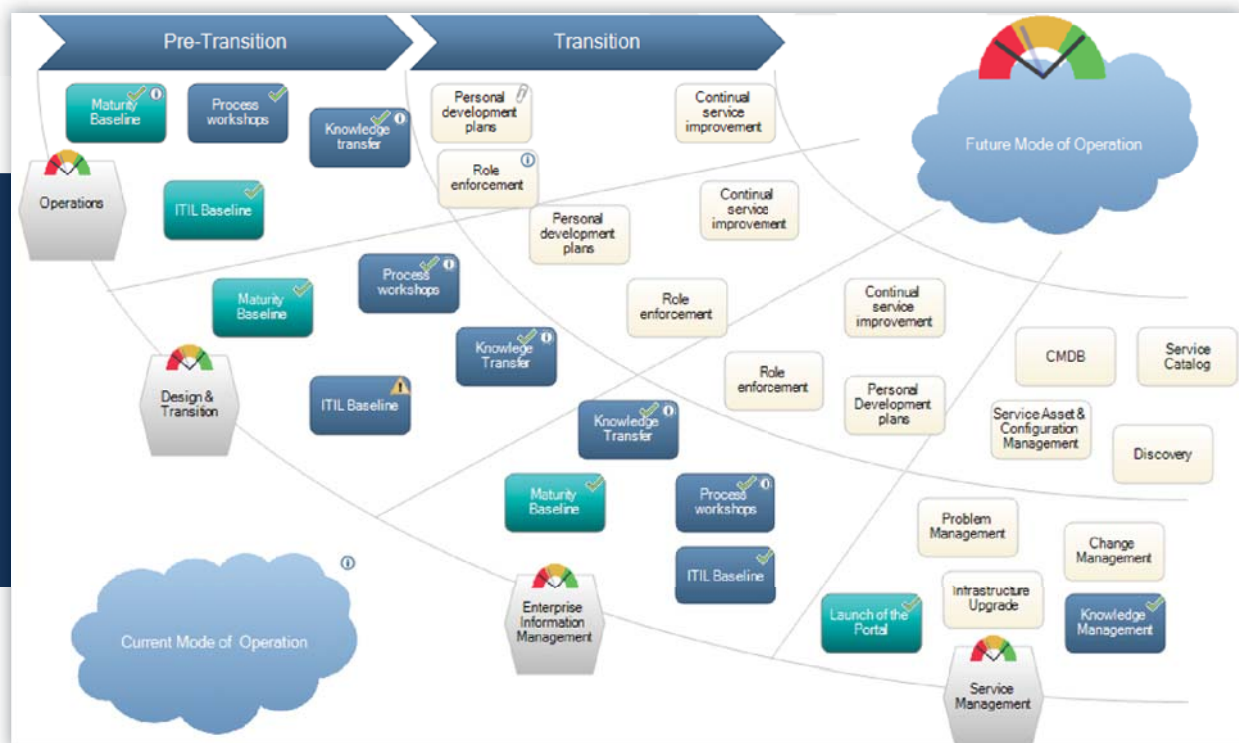 Pre-Transition
Transition
Maturity
Baseline
Process
workshops
Knowledge
transfer
Personal
development
plans
Continual
service
improvement
Future Mode of Operation
Role
enforcement
Operations
ITIL Baseline
Personal
development
plans
Continual
service
improvement
Maturity
Baseline
Process
workshops
Role
enforcement
Continual
service
improvement
Knowlege
Transfer
CMDB
Service
Catalog
Design &
Transition
ITIL Baseline
Role
enforcement
Personal
Development
plans
Knowledge
Transfer
Service Asset &
Configuration
Management
Discovery
Maturity
Baseline
Process
workshops
Problem
Management
Change
Management
ITIL Baseline
Infrastructure
Upgrade
Enterprise
Information
Management
Launch of the
Portal
Knowledge
Management
Current Mode of Operation
Service
Management